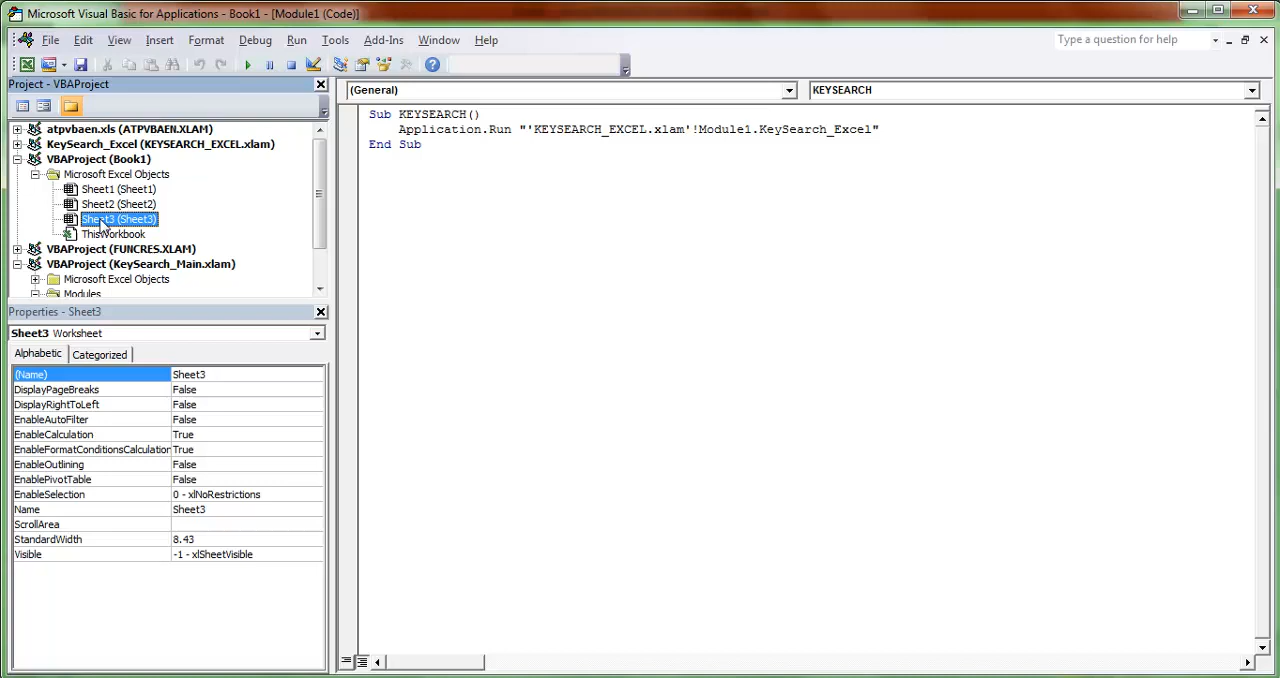 Microsoft Visual Basic for Applications - Book1 - [Module1 (Code)]
File Edit View Insert Format Debug Run Tools Add-Ins Window Help
Type a question for help
Project - VBAProject
(General)
KEYSEARCH
atpvbaen.xls (ATPVBAEN.XLAM)
KeySearch_Excel (KEYSEARCH_EXCEL.xlam)
VBAProject (Book1)
Microsoft Excel Objects
Sheet1 (Sheet1)
Sheet2 (Sheet2)
Sheet3 (Sheet3)
ThisWorkbook
VBAProject (FUNCRES.XLAM)
VBAProject (KeySearch_Main.xlam)
Microsoft Excel Objects
Modules
Sub KEYSEARCH()
Application.Run "'KEYSEARCH_EXCEL.xlam'!Module1.KeySearch_Excel"
End Sub
Properties - Sheet3
Sheet3 Worksheet
Alphabetic Categorized
(Name) Sheet3
DisplayPageBreaks False
DisplayRightToLeft False
EnableAutoFilter False
EnableCalculation True
EnableFormatConditionsCalculation True
EnableOutlining False
EnablePivotTable False
EnableSelection 0 - xlNoRestrictions
Name Sheet3
ScrollArea
StandardWidth 8.43
Visible -1 - xlSheetVisible